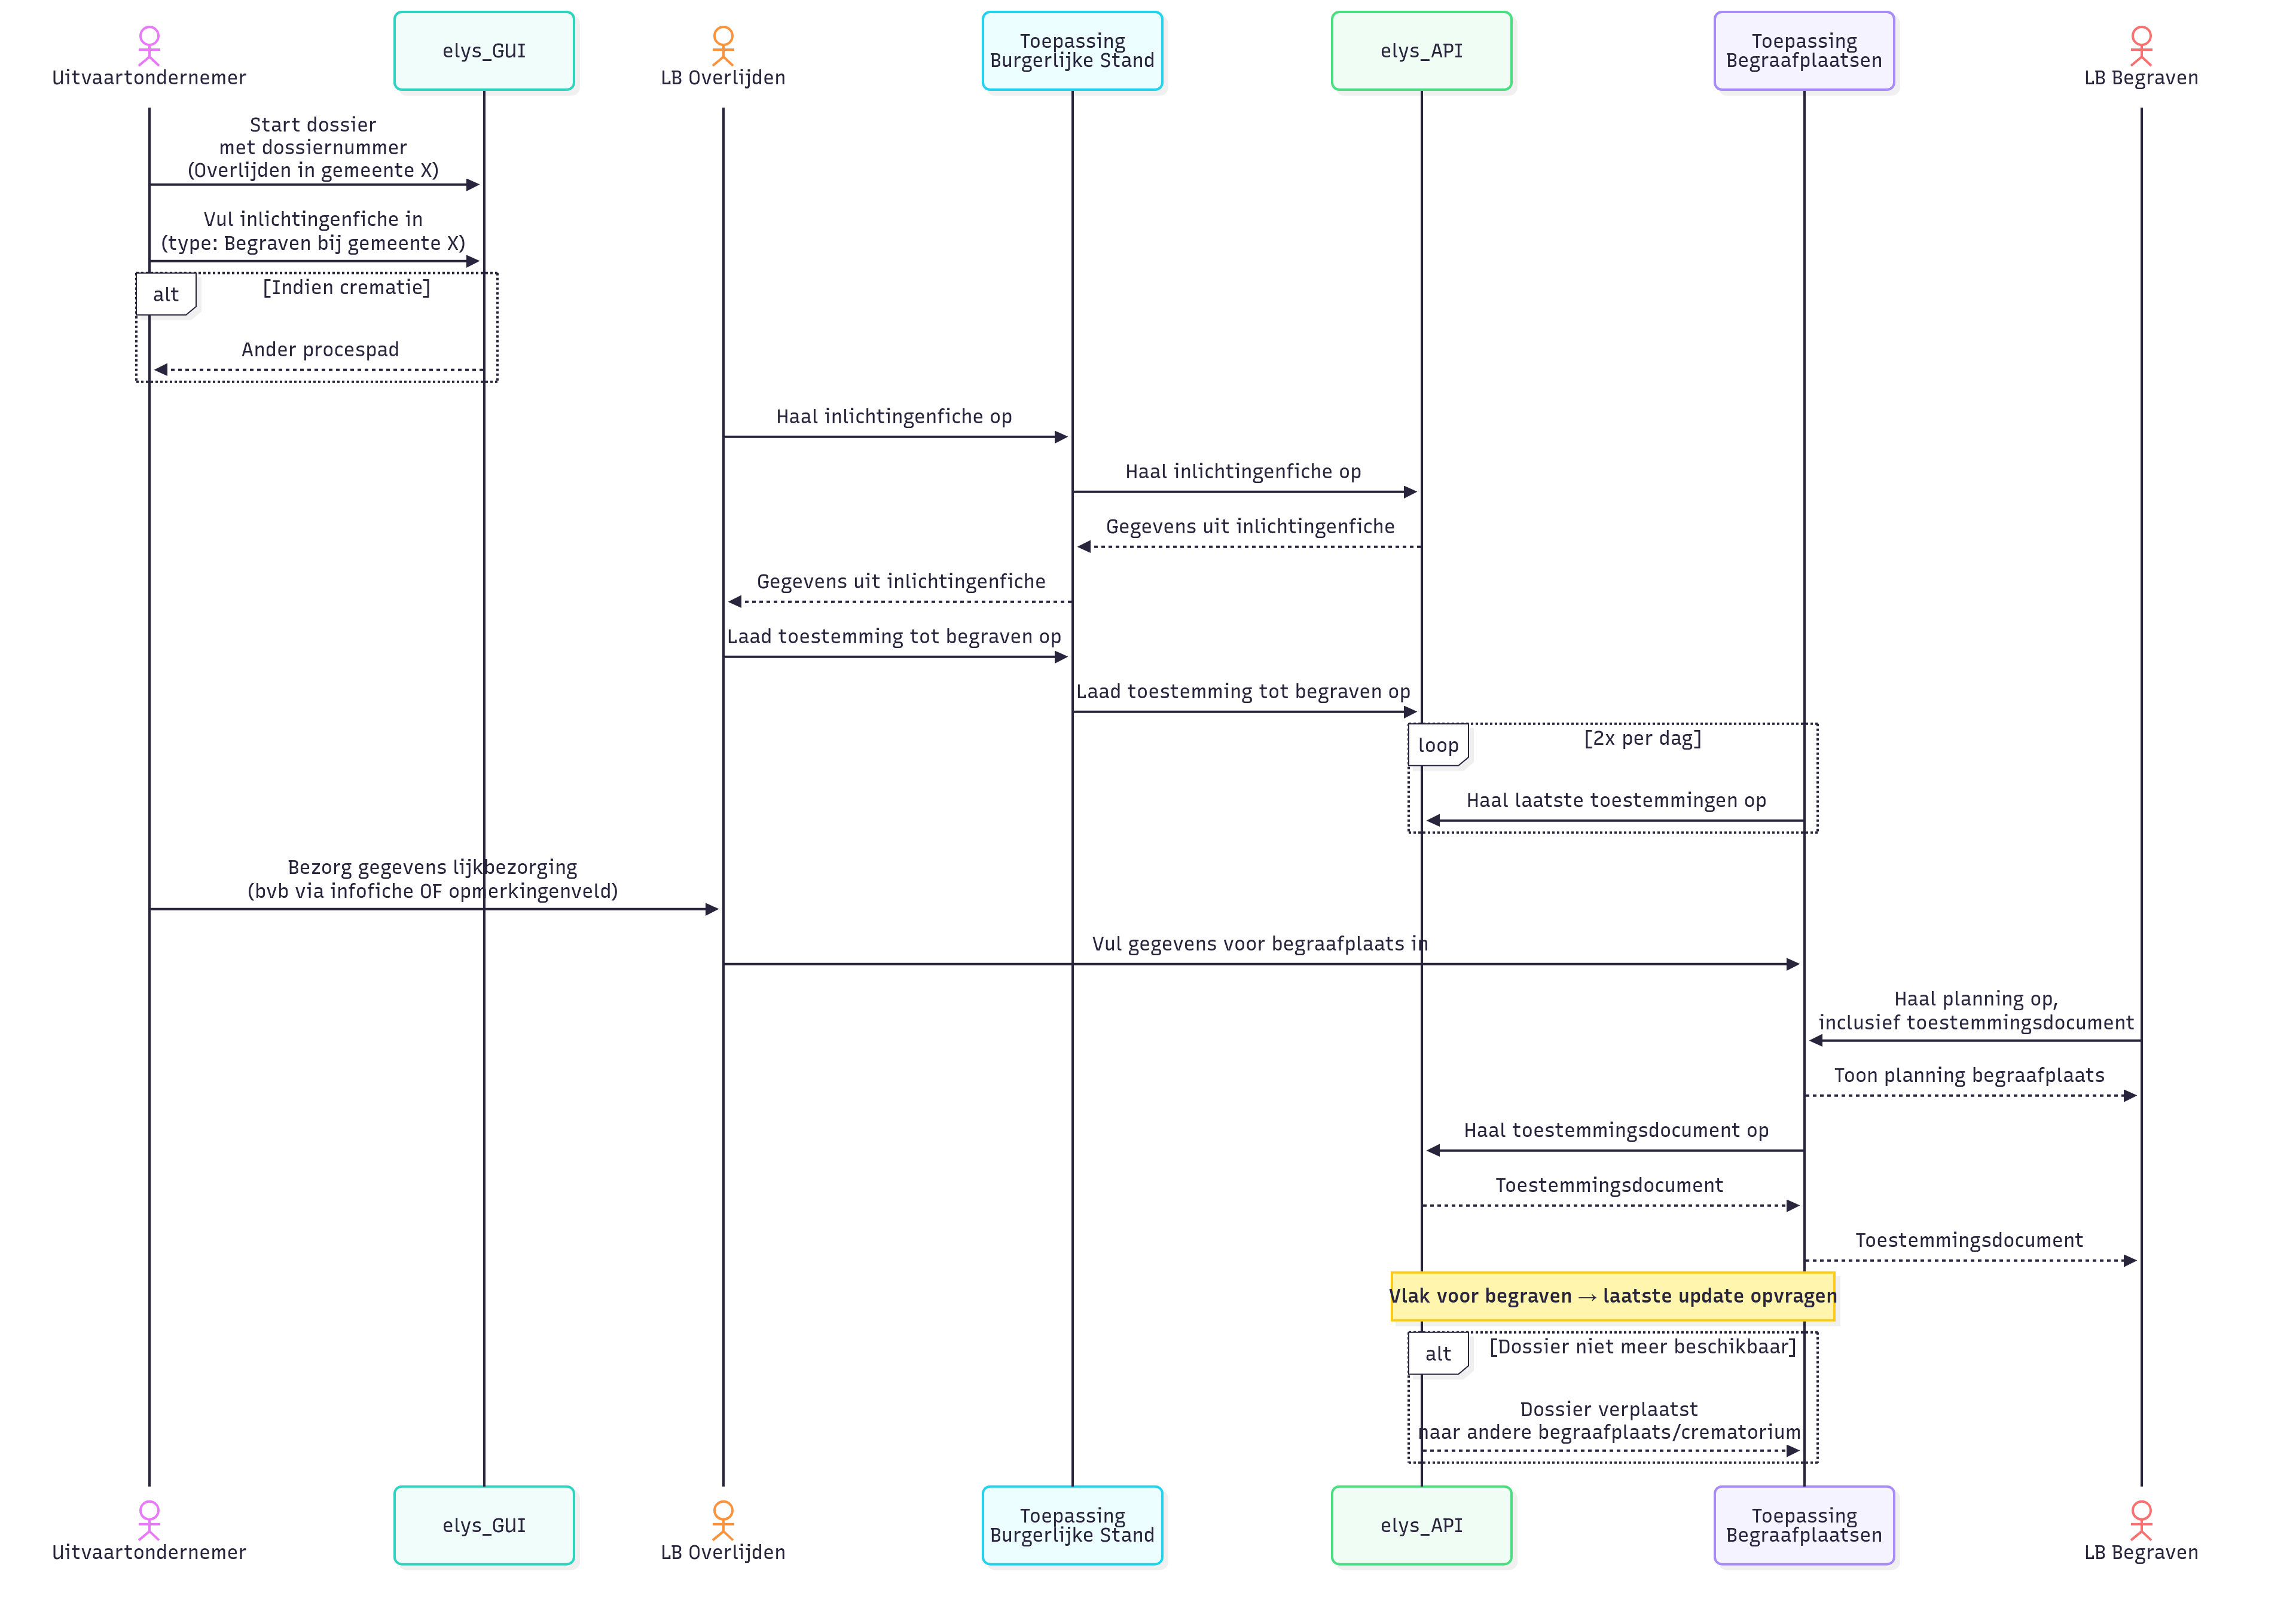 Uitvaartondernemer
elys_GUI
LB Overlijden
Toepassing
Burgerlijke Stand
elys_API
Toepassing
Begraafplaatsen
LB Begraven
Start dossier
met dossiernummer
(Overlijden in gemeente X)
Vul inlichtingenfiche in
(type: Begraven bij gemeente X)
alt
[Indien crematie]
Ander procespad
Haal inlichtingenfiche op
Haal inlichtingenfiche op
Gegevens uit inlichtingenfiche
Gegevens uit inlichtingenfiche
Laad toestemming tot begraven op
Laad toestemming tot begraven op
loop
[2x per dag]
Haal laatste toestemmingen op
Bezorg gegevens lijkbezorging
(bvb via infofiche OF opmerkingenveld)
Vul gegevens voor begraafplaats in
Haal planning op,
inclusief toestemmingsdocument
Toon planning begraafplaats
Haal toestemmingsdocument op
Toestemmingsdocument
Toestemmingsdocument
Vlak voor begraven → laatste update opvragen
alt
[Dossier niet meer beschikbaar]
Dossier verplaatst
naar andere begraafplaats/crematorium
Uitvaartondernemer
elys_GUI
LB Overlijden
Toepassing
Burgerlijke Stand
elys_API
Toepassing
Begraafplaatsen
LB Begraven